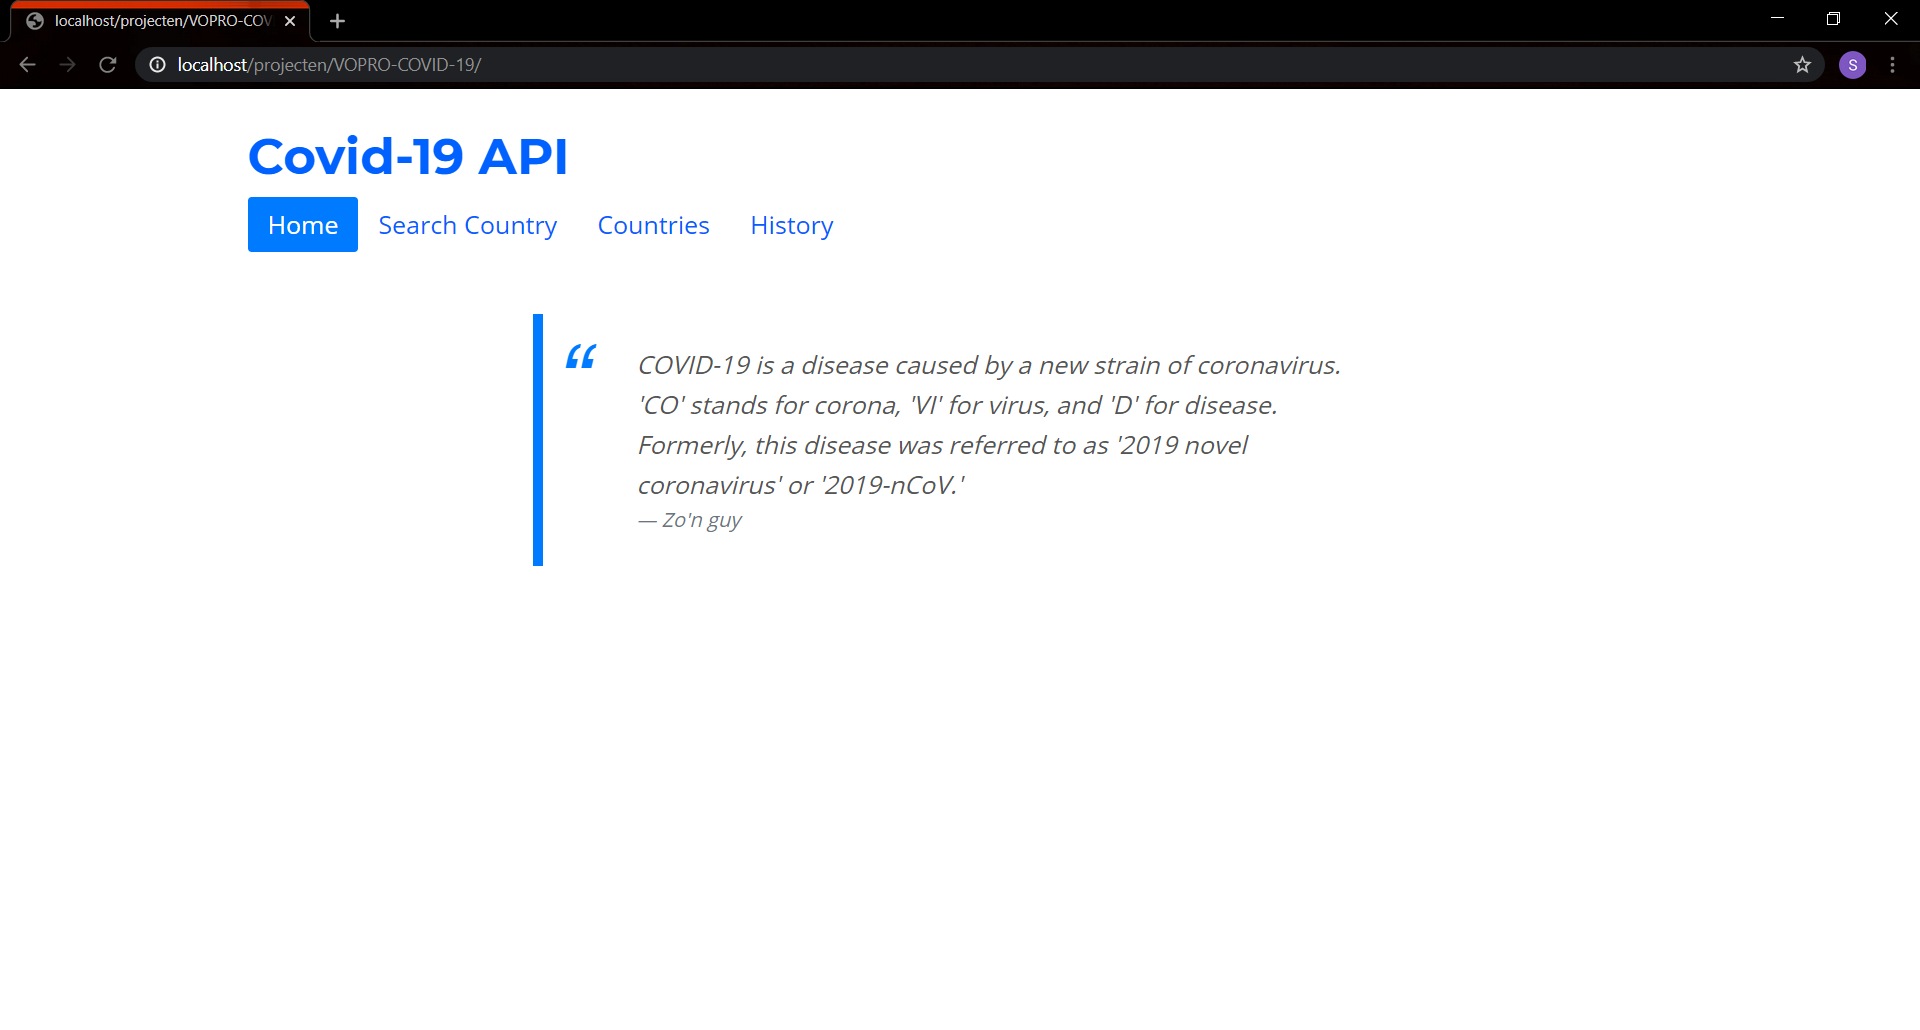 localhost/projecten/VOPRO-COV
localhost/projecten/VOPRO-COVID-19/
S
Covid-19 API
Home Search Country Countries History
“
COVID-19 is a disease caused by a new strain of coronavirus.
'CO' stands for corona, 'VI' for virus, and 'D' for disease.
Formerly, this disease was referred to as '2019 novel
coronavirus' or '2019-nCoV.'
— Zo'n guy